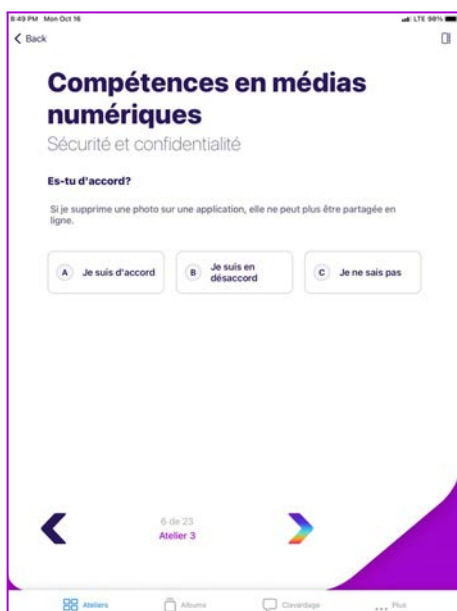 8:49 PM Mon Oct 16 LTE 98%
Back
Compétences en médias
numériques
Sécurité et confidentialité
Es-tu d'accord?
Si je supprime une photo sur une application, elle ne peut plus être partagée en
ligne.
A Je suis d'accord
B Je suis en
désaccord
C Je ne sais pas
6 de 23
Atelier 3
Ateliers Albums Clavardage Plus